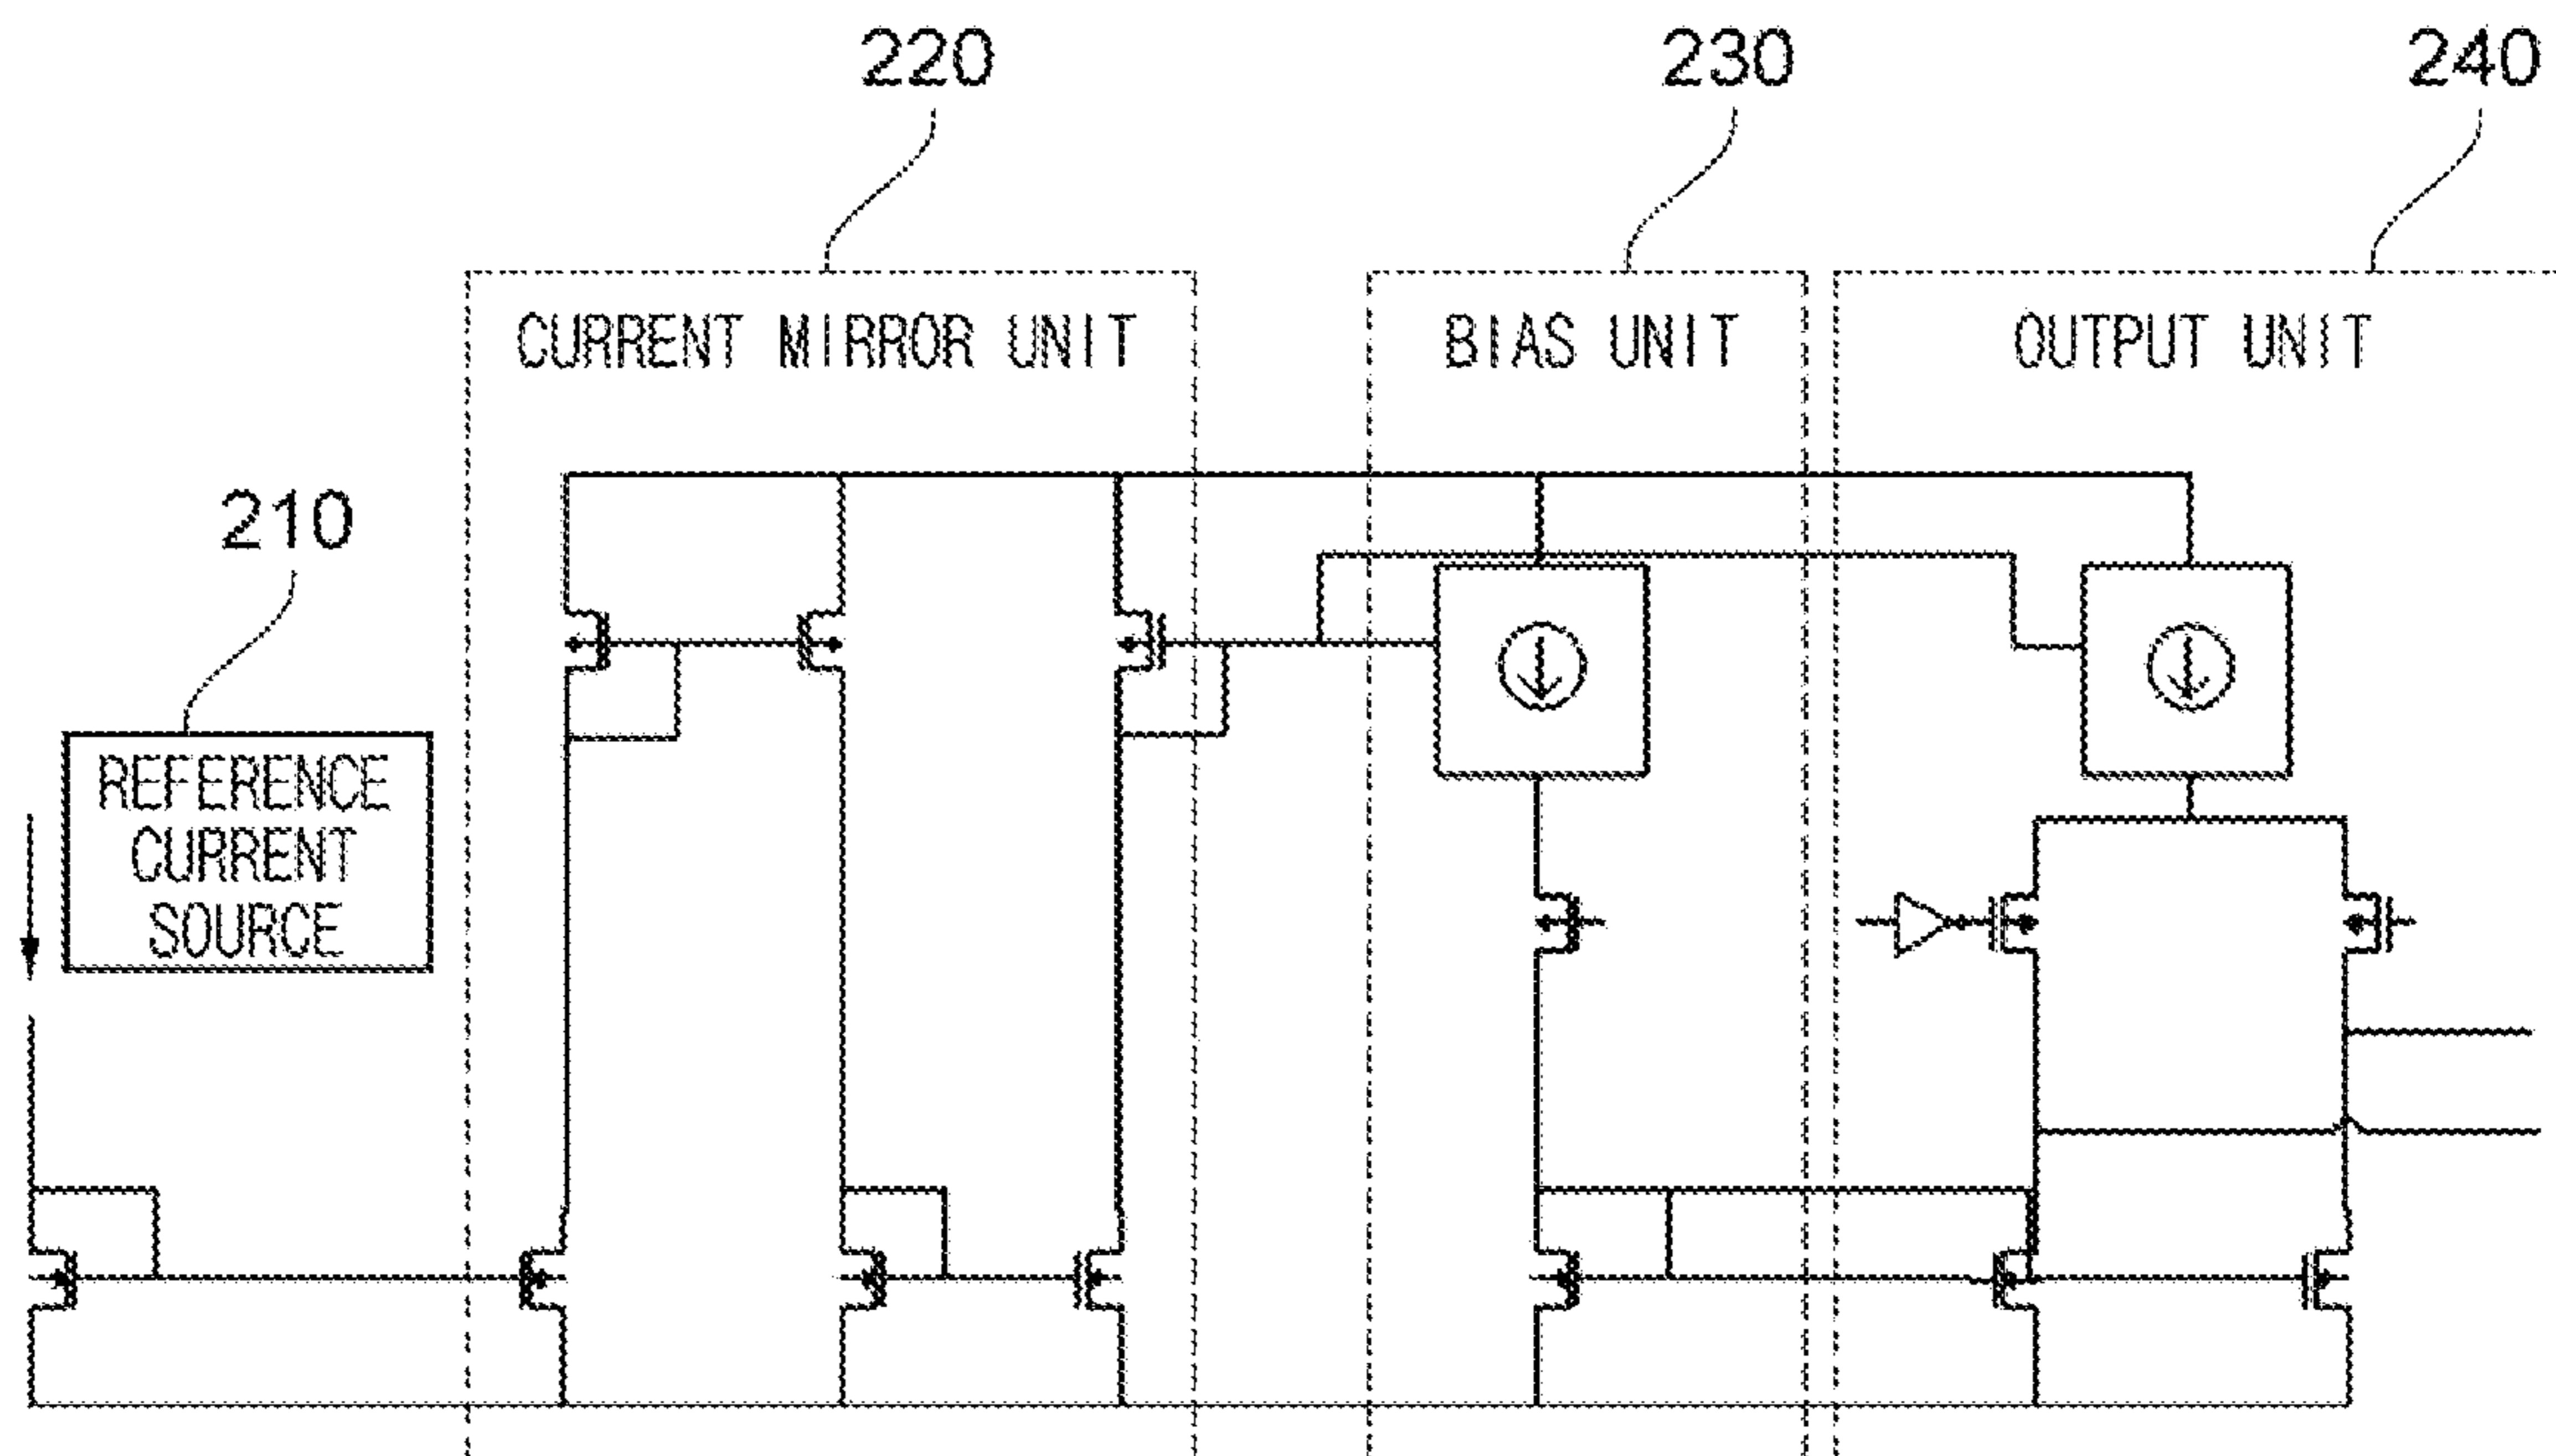 220
230
240
CURRENT MIRROR UNIT
BIAS UNIT
OUTPUT UNIT
210
REFERENCE
CURRENT
SOURCE